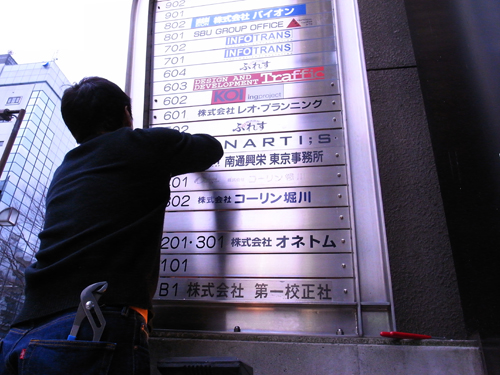 902
901
802 株式会社 バイオン
801 SBU GROUP OFFICE
702 INFOTRANS
701 INFOTRANS
604 ぷれす
603 DESIGN AND DEVELOPMENT Traffic
602 KOI ingproject
601 株式会社 レオ・プランニング
ぷれす
NARTI;S
南通興栄 東京事務所
302 株式会社 コーリン堀川
201・301 株式会社 オネトム
101
B1 株式会社 第一校正社